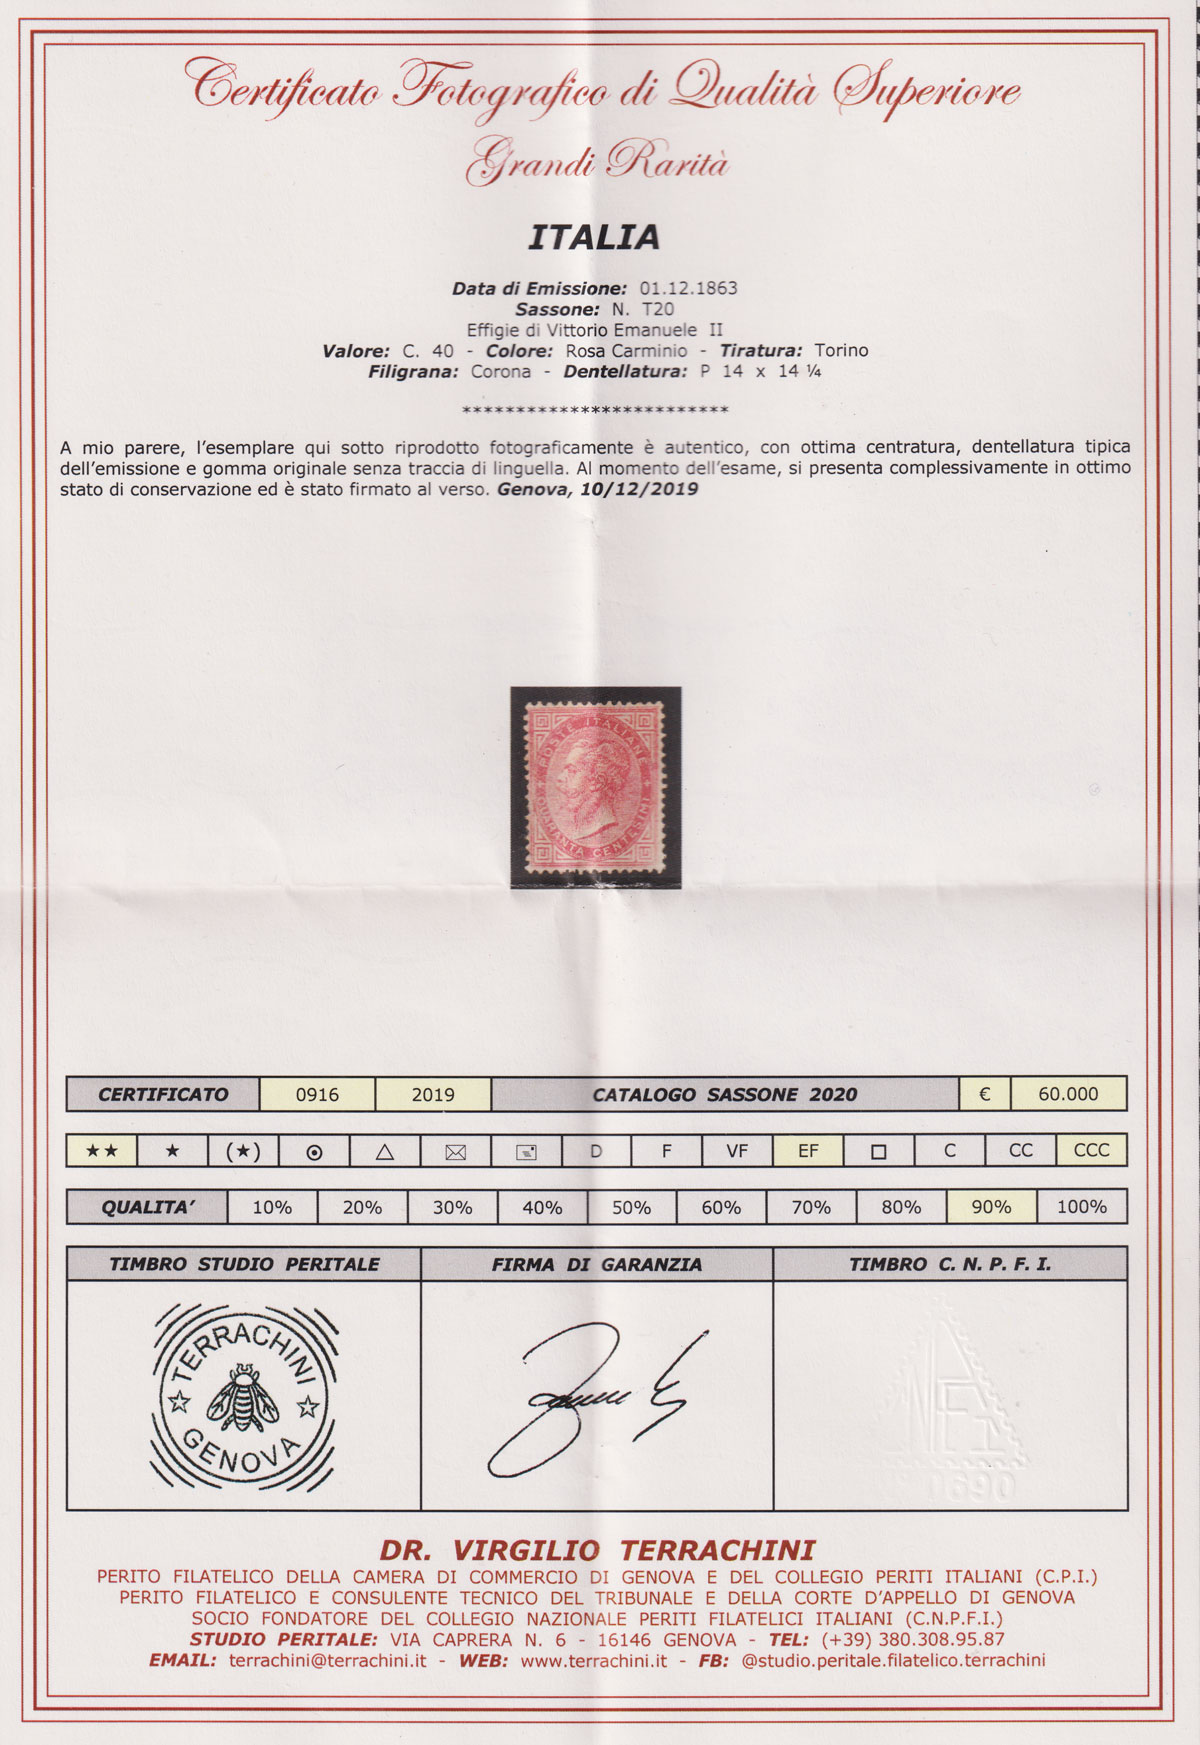 Certificato Fotografico di Qualità Superiore
Grandi Rarità
ITALIA
Data di Emissione: 01.12.1863
Sassone: N. T20
Effigie di Vittorio Emanuele II
Valore: C. 40 - Colore: Rosa Carminio - Tiratura: Torino
Filigrana: Corona - Dentellatura: P 14 x 14 ¼
*************************
A mio parere, l'esemplare qui sotto riprodotto fotograficamente è autentico, con ottima centratura, dentellatura tipica
dell'emissione e gomma originale senza traccia di linguella. Al momento dell'esame, si presenta complessivamente in ottimo
stato di conservazione ed è stato firmato al verso. Genova, 10/12/2019
POSTE ITALIANE
QUARANTA CENTESIMI
CERTIFICATO 0916 2019 CATALOGO SASSONE 2020 € 60.000
★★ ★ (★) ⊙ △ ✉ D F VF EF □ C CC CCC
QUALITA' 10% 20% 30% 40% 50% 60% 70% 80% 90% 100%
TIMBRO STUDIO PERITALE FIRMA DI GARANZIA TIMBRO C. N. P. F. I.
TERRACHINI
GENOVA
NPFI
1690
DR. VIRGILIO TERRACHINI
PERITO FILATELICO DELLA CAMERA DI COMMERCIO DI GENOVA E DEL COLLEGIO PERITI ITALIANI (C.P.I.)
PERITO FILATELICO E CONSULENTE TECNICO DEL TRIBUNALE E DELLA CORTE D'APPELLO DI GENOVA
SOCIO FONDATORE DEL COLLEGIO NAZIONALE PERITI FILATELICI ITALIANI (C.N.P.F.I.)
STUDIO PERITALE: VIA CAPRERA N. 6 - 16146 GENOVA - TEL: (+39) 380.308.95.87
EMAIL: terrachini@terrachini.it - WEB: www.terrachini.it - FB: @studio.peritale.filatelico.terrachini